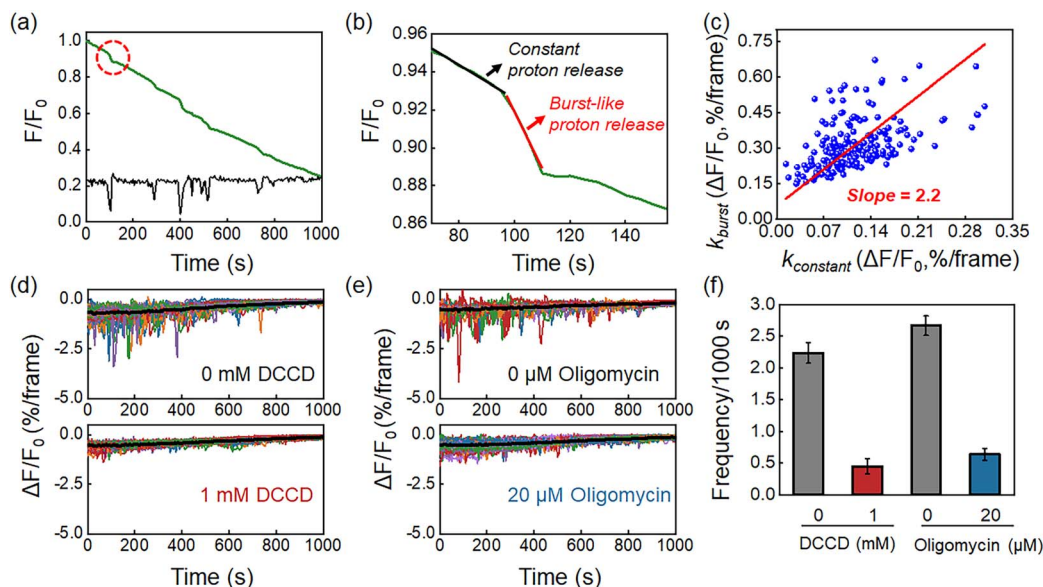 (a)
F/F0
1.0
0.8
0.6
0.4
0.2
0.0
0 200 400 600 800 1000
Time (s)
(b)
F/F0
0.96
0.94
0.92
0.90
0.88
0.86
Constant
proton release
Burst-like
proton release
80 100 120 140
Time (s)
(c)
kburst (ΔF/F0, %/frame)
0.75
0.60
0.45
0.30
0.15
0.00
Slope = 2.2
0.00 0.07 0.14 0.21 0.28 0.35
kconstant (ΔF/F0,%/frame)
(d)
ΔF/F0 (%/frame)
0.0
-2.5
-5.0
0 mM DCCD
0 200 400 600 800 1000
0.0
-2.5
-5.0
1 mM DCCD
0 200 400 600 800 1000
Time (s)
(e)
ΔF/F0 (%/frame)
0.0
-2.5
-5.0
0 µM Oligomycin
0 200 400 600 800 1000
0.0
-2.5
-5.0
20 µM Oligomycin
0 200 400 600 800 1000
Time (s)
(f)
Frequency/1000 s
3.0
2.5
2.0
1.5
1.0
0.5
0.0
0 1 0 20
DCCD (mM) Oligomycin (µM)